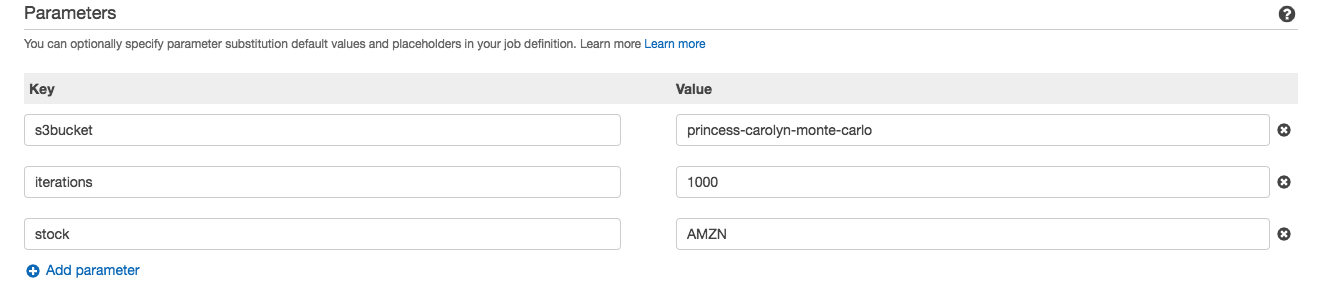 Parameters
You can optionally specify parameter substitution default values and placeholders in your job definition. Learn more Learn more
Key Value
s3bucket princess-carolyn-monte-carlo
iterations 1000
stock AMZN
Add parameter